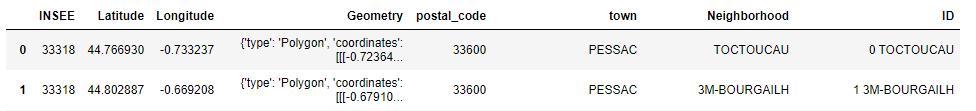 INSEE Latitude Longitude Geometry postal_code town Neighborhood ID
0 33318 44.766930 -0.733237 {'type': 'Polygon', 'coordinates': [[[-0.72364... 33600 PESSAC TOCTOUCAU 0 TOCTOUCAU
1 33318 44.802887 -0.669208 {'type': 'Polygon', 'coordinates': [[[-0.67910... 33600 PESSAC 3M-BOURGAILH 1 3M-BOURGAILH